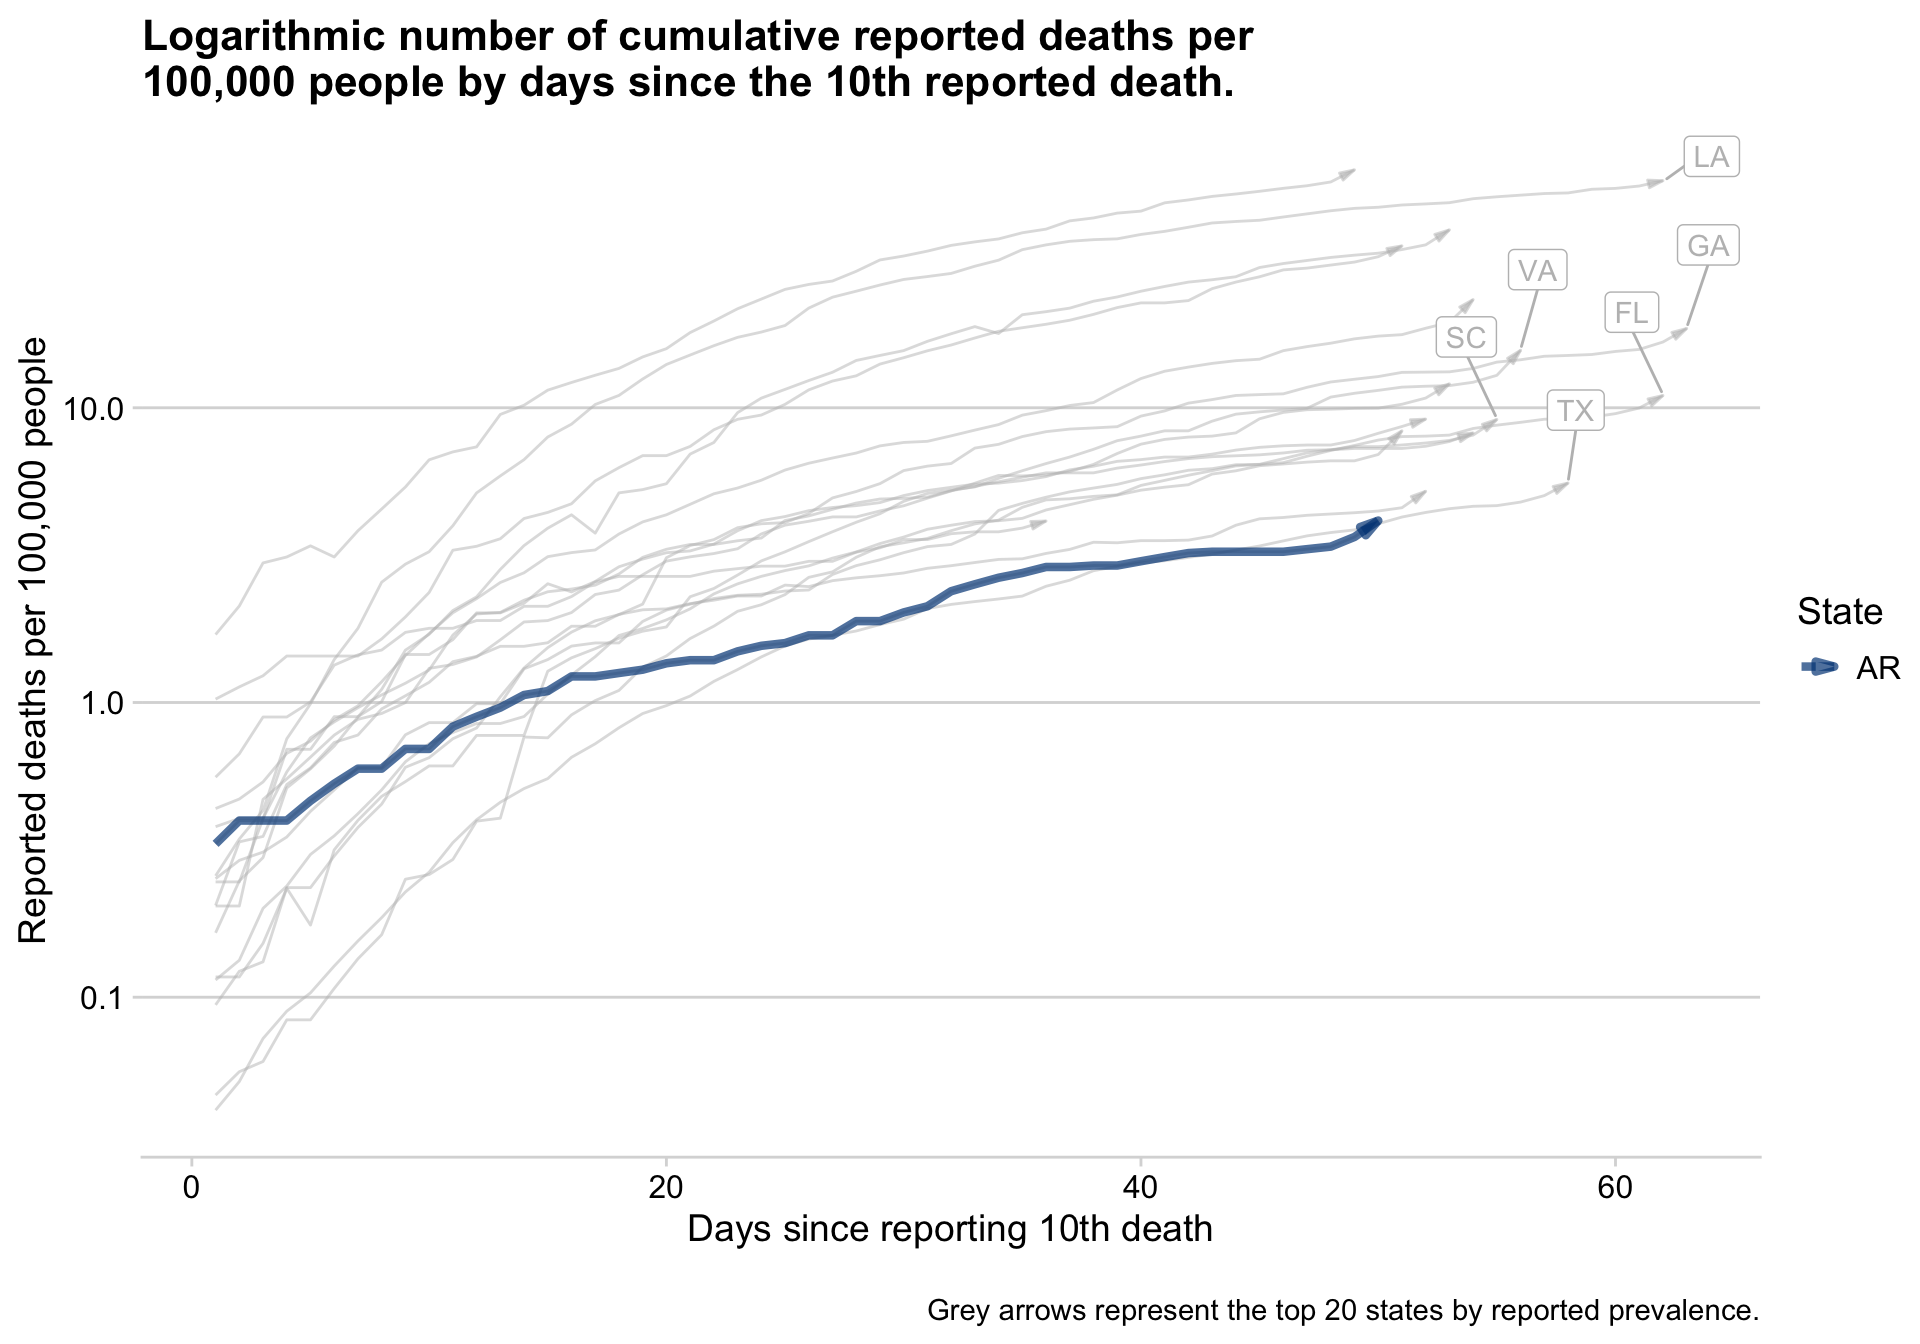 Logarithmic number of cumulative reported deaths per
100,000 people by days since the 10th reported death.
LA
GA
VA
FL
SC
TX
10.0
1.0
0.1
Reported deaths per 100,000 people
State
AR
0
20
40
60
Days since reporting 10th death
Grey arrows represent the top 20 states by reported prevalence.